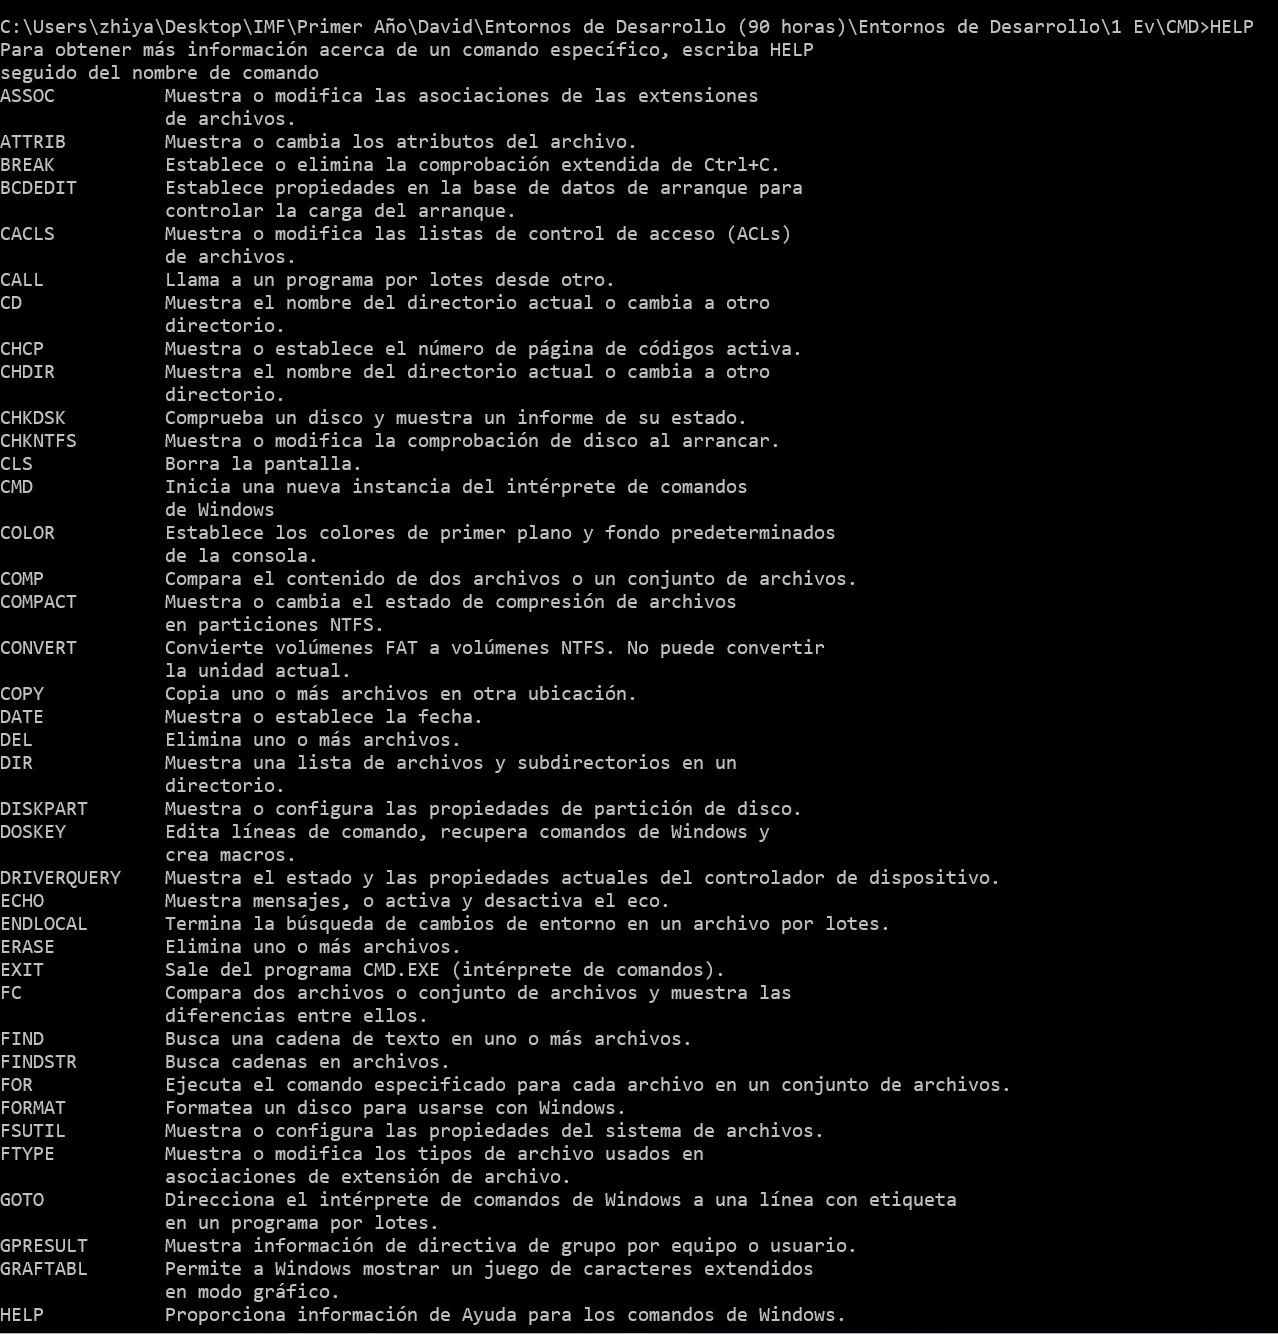 C:\Users\zhiya\Desktop\IMF\Primer Año\David\Entornos de Desarrollo (90 horas)\Entornos de Desarrollo\1 Ev\CMD>HELP
Para obtener más información acerca de un comando específico, escriba HELP
seguido del nombre de comando
ASSOC          Muestra o modifica las asociaciones de las extensiones
               de archivos.
ATTRIB         Muestra o cambia los atributos del archivo.
BREAK          Establece o elimina la comprobación extendida de Ctrl+C.
BCDEDIT        Establece propiedades en la base de datos de arranque para
               controlar la carga del arranque.
CACLS          Muestra o modifica las listas de control de acceso (ACLs)
               de archivos.
CALL           Llama a un programa por lotes desde otro.
CD             Muestra el nombre del directorio actual o cambia a otro
               directorio.
CHCP           Muestra o establece el número de página de códigos activa.
CHDIR          Muestra el nombre del directorio actual o cambia a otro
               directorio.
CHKDSK         Comprueba un disco y muestra un informe de su estado.
CHKNTFS        Muestra o modifica la comprobación de disco al arrancar.
CLS            Borra la pantalla.
CMD            Inicia una nueva instancia del intérprete de comandos
               de Windows
COLOR          Establece los colores de primer plano y fondo predeterminados
               de la consola.
COMP           Compara el contenido de dos archivos o un conjunto de archivos.
COMPACT        Muestra o cambia el estado de compresión de archivos
               en particiones NTFS.
CONVERT        Convierte volúmenes FAT a volúmenes NTFS. No puede convertir
               la unidad actual.
COPY           Copia uno o más archivos en otra ubicación.
DATE           Muestra o establece la fecha.
DEL            Elimina uno o más archivos.
DIR            Muestra una lista de archivos y subdirectorios en un
               directorio.
DISKPART       Muestra o configura las propiedades de partición de disco.
DOSKEY         Edita líneas de comando, recupera comandos de Windows y
               crea macros.
DRIVERQUERY    Muestra el estado y las propiedades actuales del controlador de dispositivo.
ECHO           Muestra mensajes, o activa y desactiva el eco.
ENDLOCAL       Termina la búsqueda de cambios de entorno en un archivo por lotes.
ERASE          Elimina uno o más archivos.
EXIT           Sale del programa CMD.EXE (intérprete de comandos).
FC             Compara dos archivos o conjunto de archivos y muestra las
               diferencias entre ellos.
FIND           Busca una cadena de texto en uno o más archivos.
FINDSTR        Busca cadenas en archivos.
FOR            Ejecuta el comando especificado para cada archivo en un conjunto de archivos.
FORMAT         Formatea un disco para usarse con Windows.
FSUTIL         Muestra o configura las propiedades del sistema de archivos.
FTYPE          Muestra o modifica los tipos de archivo usados en
               asociaciones de extensión de archivo.
GOTO           Direcciona el intérprete de comandos de Windows a una línea con etiqueta
               en un programa por lotes.
GPRESULT       Muestra información de directiva de grupo por equipo o usuario.
GRAFTABL       Permite a Windows mostrar un juego de caracteres extendidos
               en modo gráfico.
HELP           Proporciona información de Ayuda para los comandos de Windows.